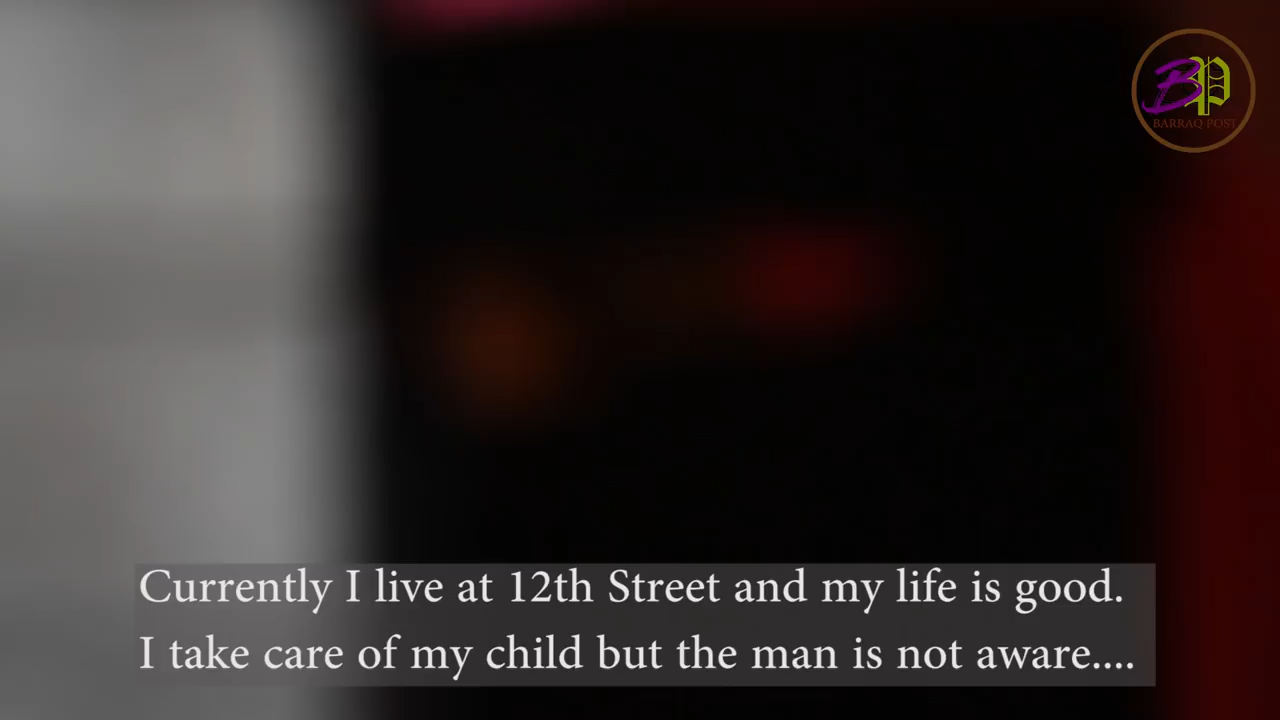 BP
BARRAQ POST
Currently I live at 12th Street and my life is good.
I take care of my child but the man is not aware....